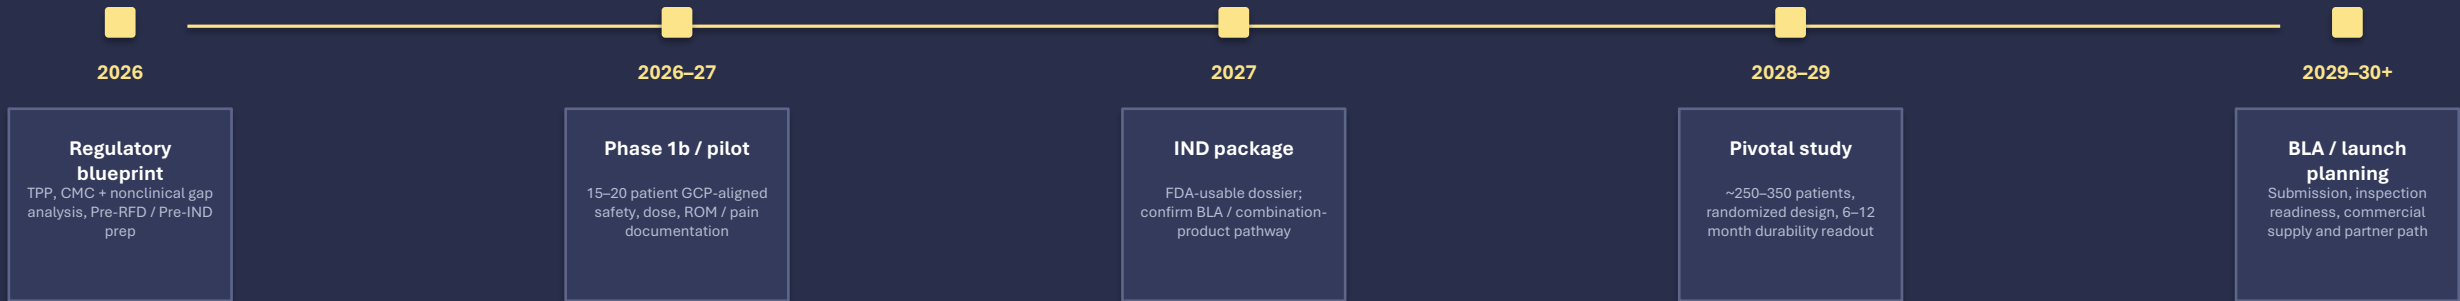 2026
Regulatory
blueprint
TPP, CMC + nonclinical gap
analysis, Pre-RFD / Pre-IND
prep
2026–27
Phase 1b / pilot
15–20 patient GCP-aligned
safety, dose, ROM / pain
documentation
2027
IND package
FDA-usable dossier;
confirm BLA / combination-
product pathway
2028–29
Pivotal study
~250–350 patients,
randomized design, 6–12
month durability readout
2029–30+
BLA / launch
planning
Submission, inspection
readiness, commercial
supply and partner path